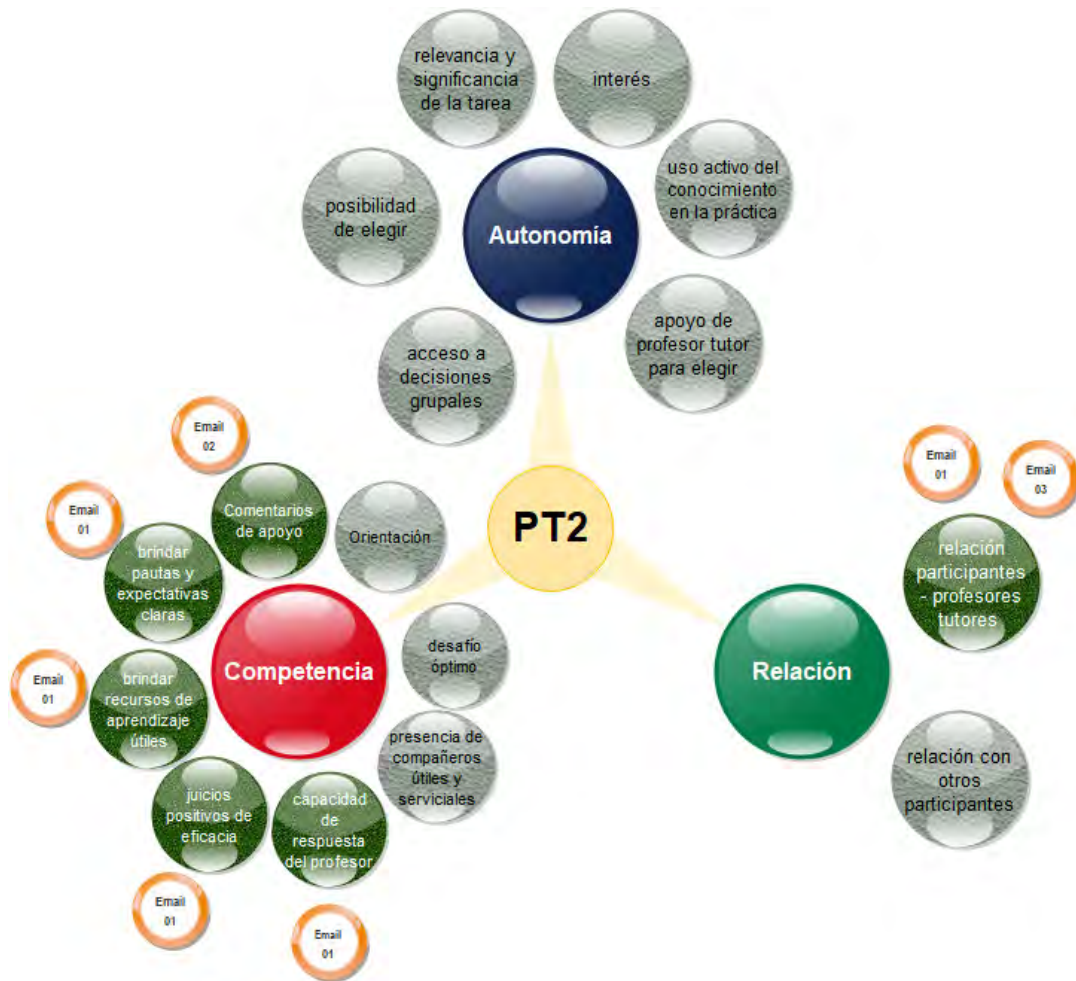 relevancia y
significancia
de la tarea
interés
posibilidad
de elegir
uso activo del
conocimiento
en la práctica
Autonomía
acceso a
decisiones
grupales
apoyo de
profesor tutor
para elegir
PT2
Email
02
Email
01
Comentarios
de apoyo
Orientación
brindar
pautas y
expectativas
claras
Email
01
brindar
recursos de
aprendizaje
útiles
Competencia
desafío
óptimo
presencia de
compañeros
útiles y
serviciales
juicios
positivos de
eficacia
capacidad
de
respuesta
del profesor
Email
01
Email
01
Email
01
Email
03
relación
participantes
- profesores
tutores
Relación
relación con
otros
participantes